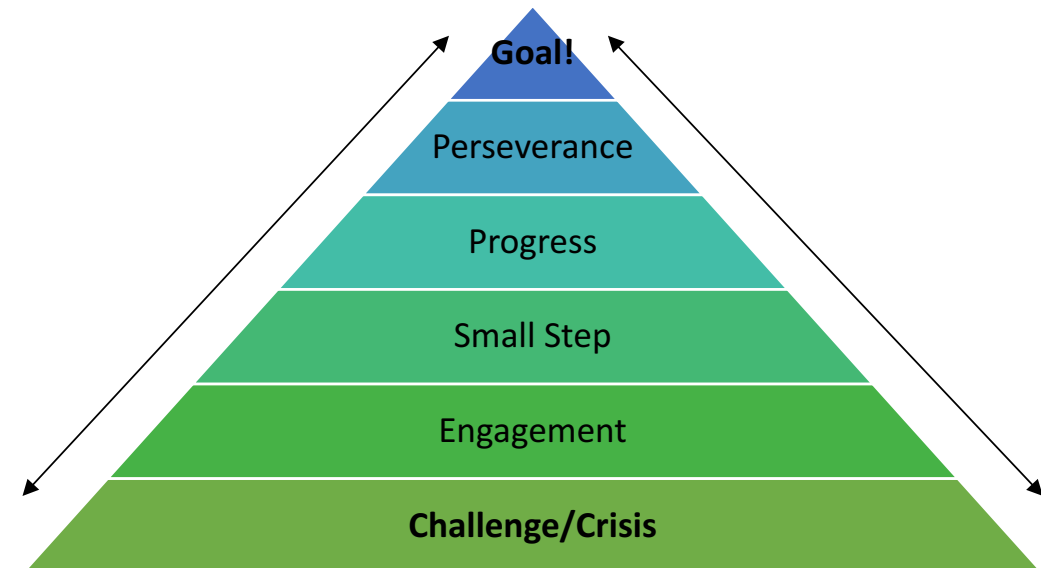 Goal!
Perseverance
Progress
Small Step
Engagement
Challenge/Crisis